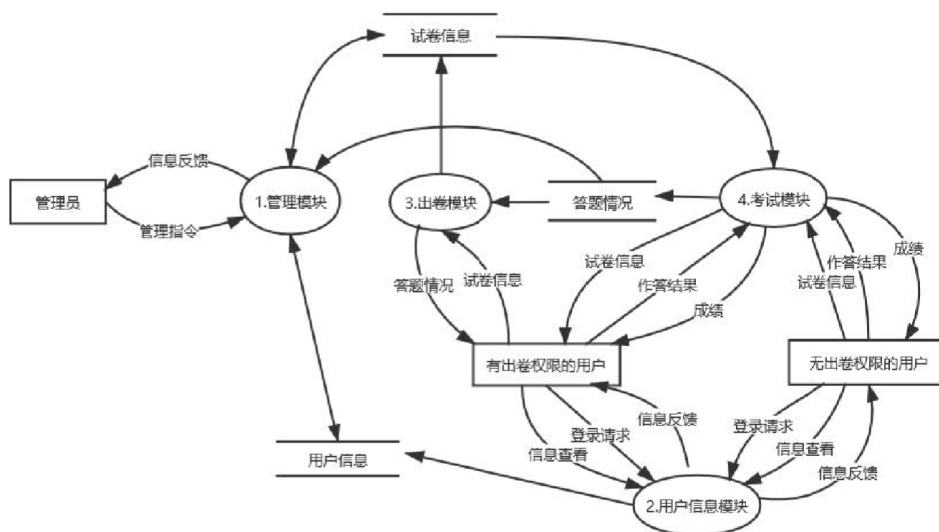 试卷信息
信息反馈
管理员
1.管理模块
3.出卷模块
答题情况
4.考试模块
管理指令
成绩
试卷信息
作答结果
答题情况
试卷信息
作答结果
试卷信息
成绩
有出卷权限的用户
无出卷权限的用户
信息反馈
登录请求
登录请求
信息查看
信息查看
用户信息
信息反馈
2.用户信息模块